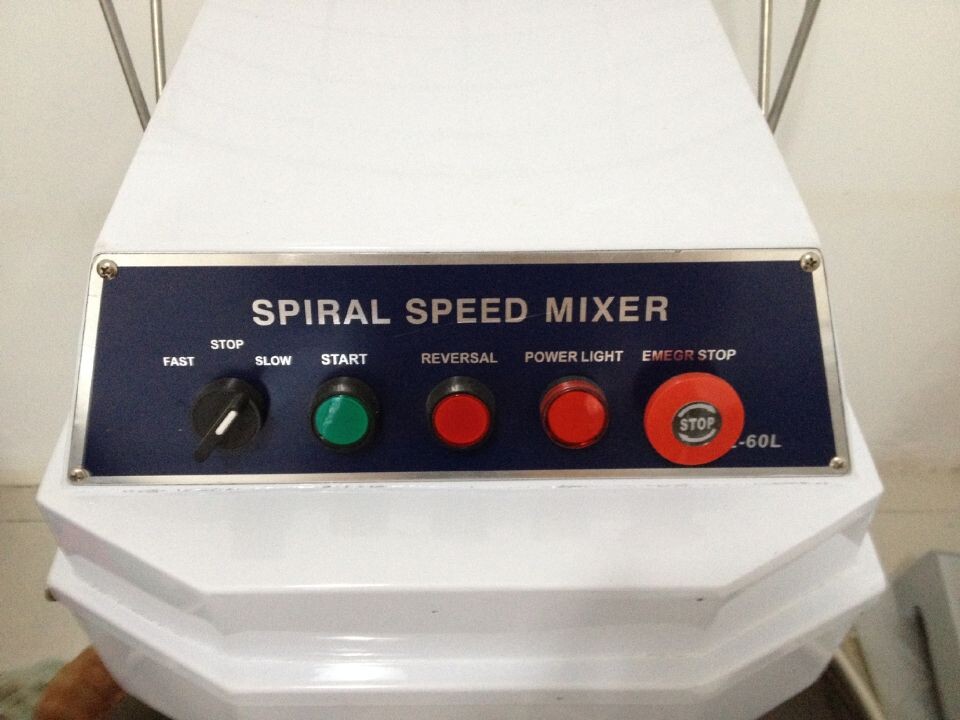 SPIRAL SPEED MIXER
STOP
FAST SLOW START REVERSAL POWER LIGHT EMEGR STOP
STOP
-60L